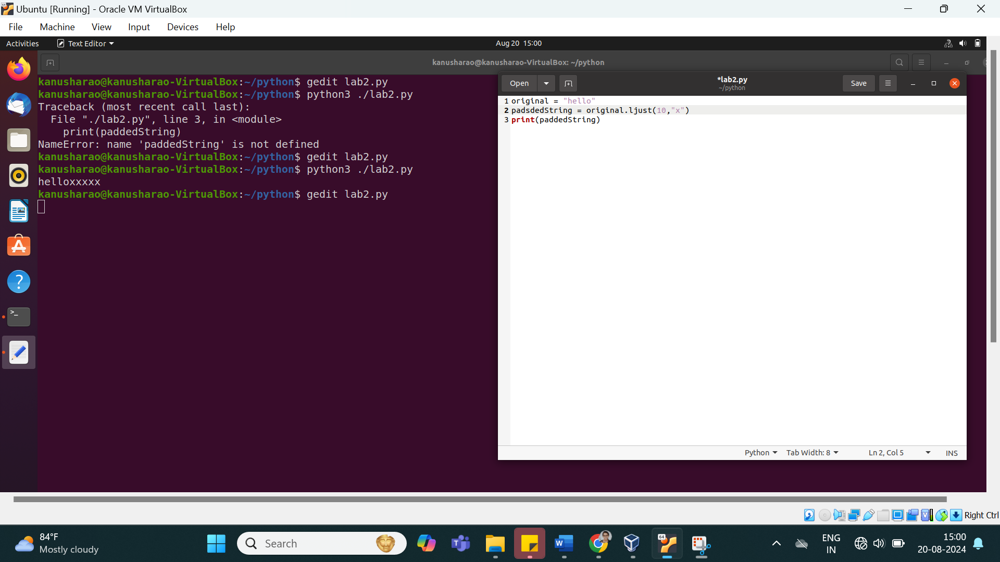 Ubuntu [Running] - Oracle VM VirtualBox
File Machine View Input Devices Help
Activities Text Editor Aug 20 15:00
kanusharao@kanusharao-VirtualBox: ~/python
kanusharao@kanusharao-VirtualBox:~/python$ gedit lab2.py
kanusharao@kanusharao-VirtualBox:~/python$ python3 ./lab2.py
Traceback (most recent call last):
  File "./lab2.py", line 3, in <module>
    print(paddedString)
NameError: name 'paddedString' is not defined
kanusharao@kanusharao-VirtualBox:~/python$ gedit lab2.py
kanusharao@kanusharao-VirtualBox:~/python$ python3 ./lab2.py
helloxxxxx
kanusharao@kanusharao-VirtualBox:~/python$ gedit lab2.py
Open *lab2.py Save
~/python
1 original = "hello"
2 padsdedString = original.ljust(10,"x")
3 print(paddedString)
Python Tab Width: 8 Ln 2, Col 5 INS
Right Ctrl
84°F
Mostly cloudy
Search
ENG
IN
15:00
20-08-2024